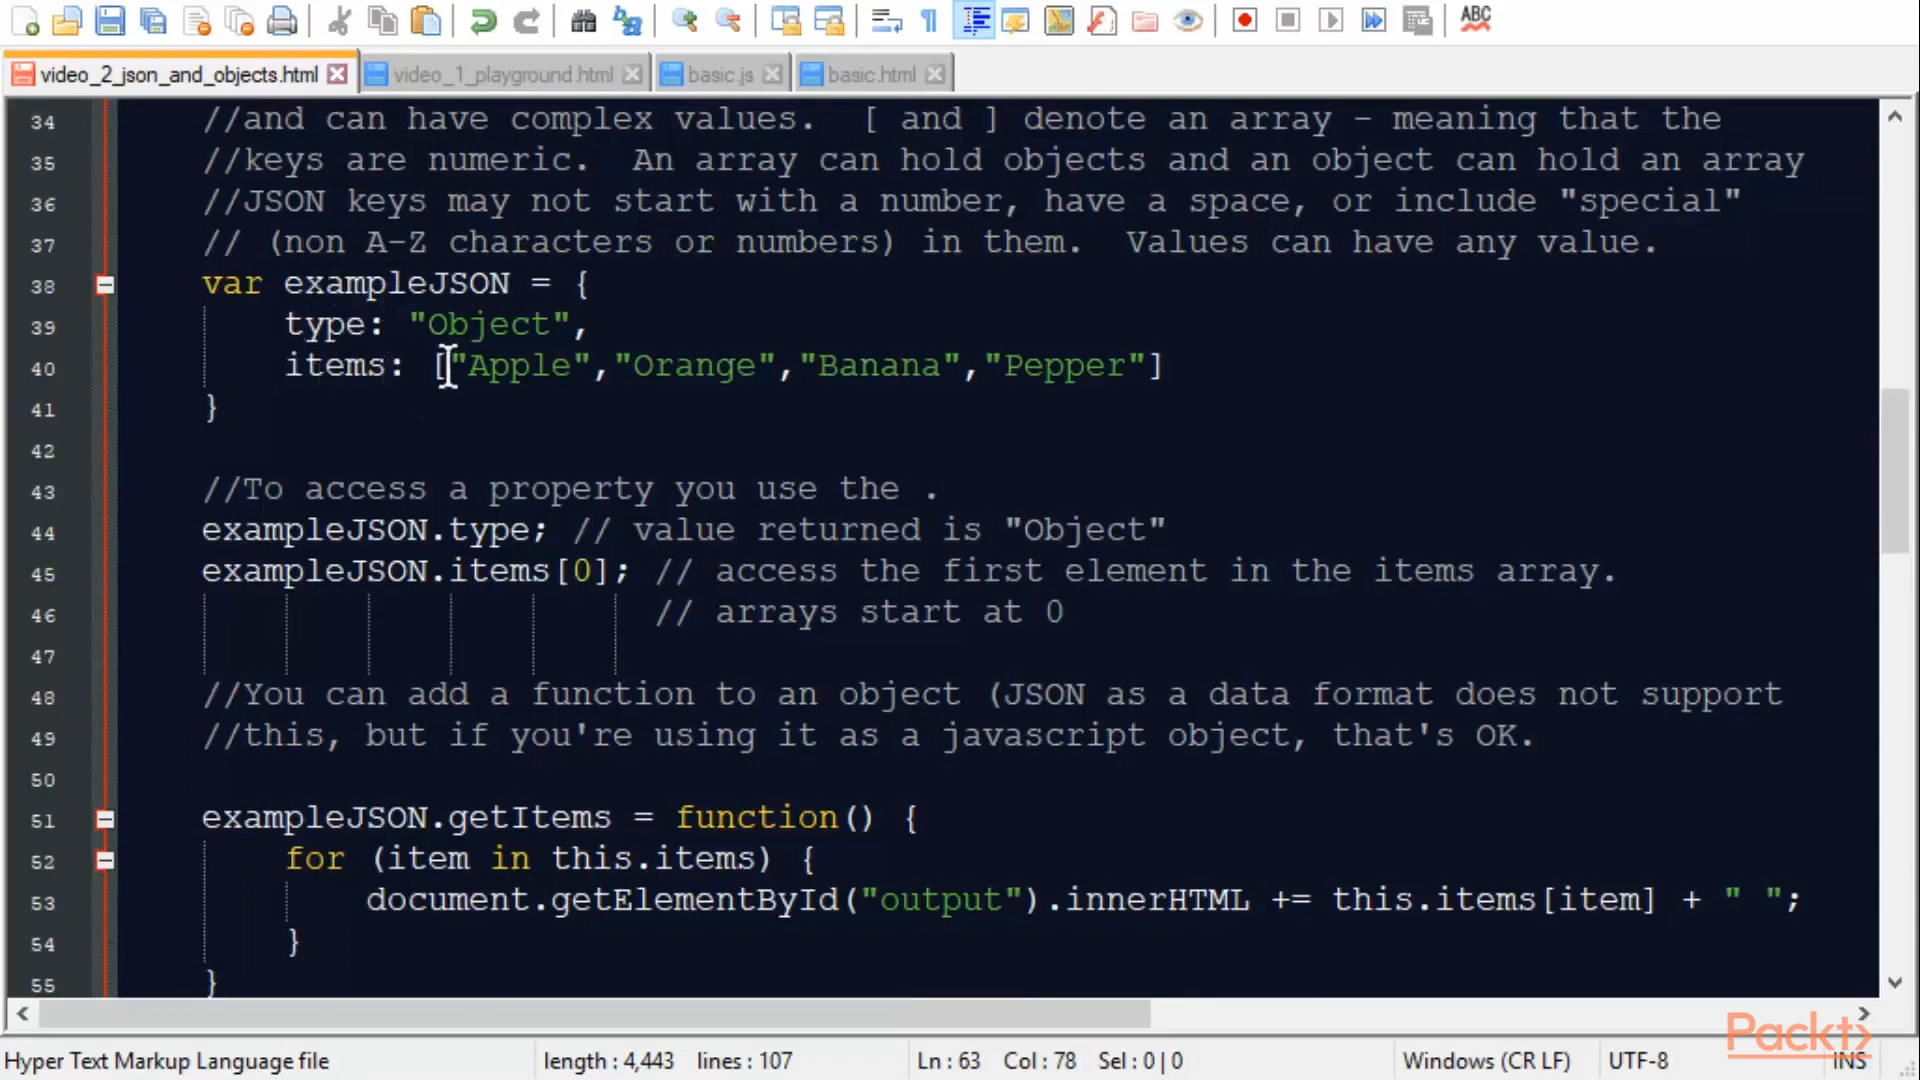 ABC
video_2_json_and_objects.html
video_1_playground.html
basic.js
basic.html
34 //and can have complex values.  [ and ] denote an array - meaning that the
35 //keys are numeric.  An array can hold objects and an object can hold an array
36 //JSON keys may not start with a number, have a space, or include "special"
37 // (non A-Z characters or numbers) in them.  Values can have any value.
38 var exampleJSON = {
39 type: "Object",
40 items: ["Apple","Orange","Banana","Pepper"]
41 }
42
43 //To access a property you use the .
44 exampleJSON.type; // value returned is "Object"
45 exampleJSON.items[0]; // access the first element in the items array.
46 // arrays start at 0
47
48 //You can add a function to an object (JSON as a data format does not support
49 //this, but if you're using it as a javascript object, that's OK.
50
51 exampleJSON.getItems = function() {
52 for (item in this.items) {
53 document.getElementById("output").innerHTML += this.items[item] + " ";
54 }
55 }
Packt>
Hyper Text Markup Language file
length : 4,443 lines : 107
Ln : 63 Col : 78 Sel : 0 | 0
Windows (CR LF)
UTF-8
INS